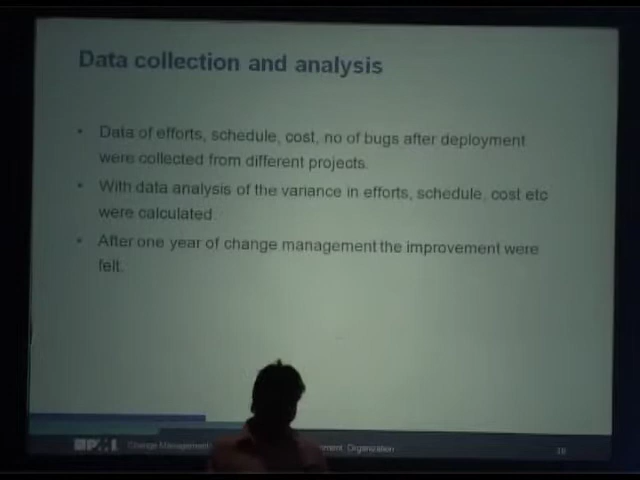 Data collection and analysis
• Data of efforts, schedule, cost, no of bugs after deployment
were collected from different projects.
• With data analysis of the variance in efforts, schedule, cost etc
were calculated.
• After one year of change management the improvement were
felt.
Change Management Organization